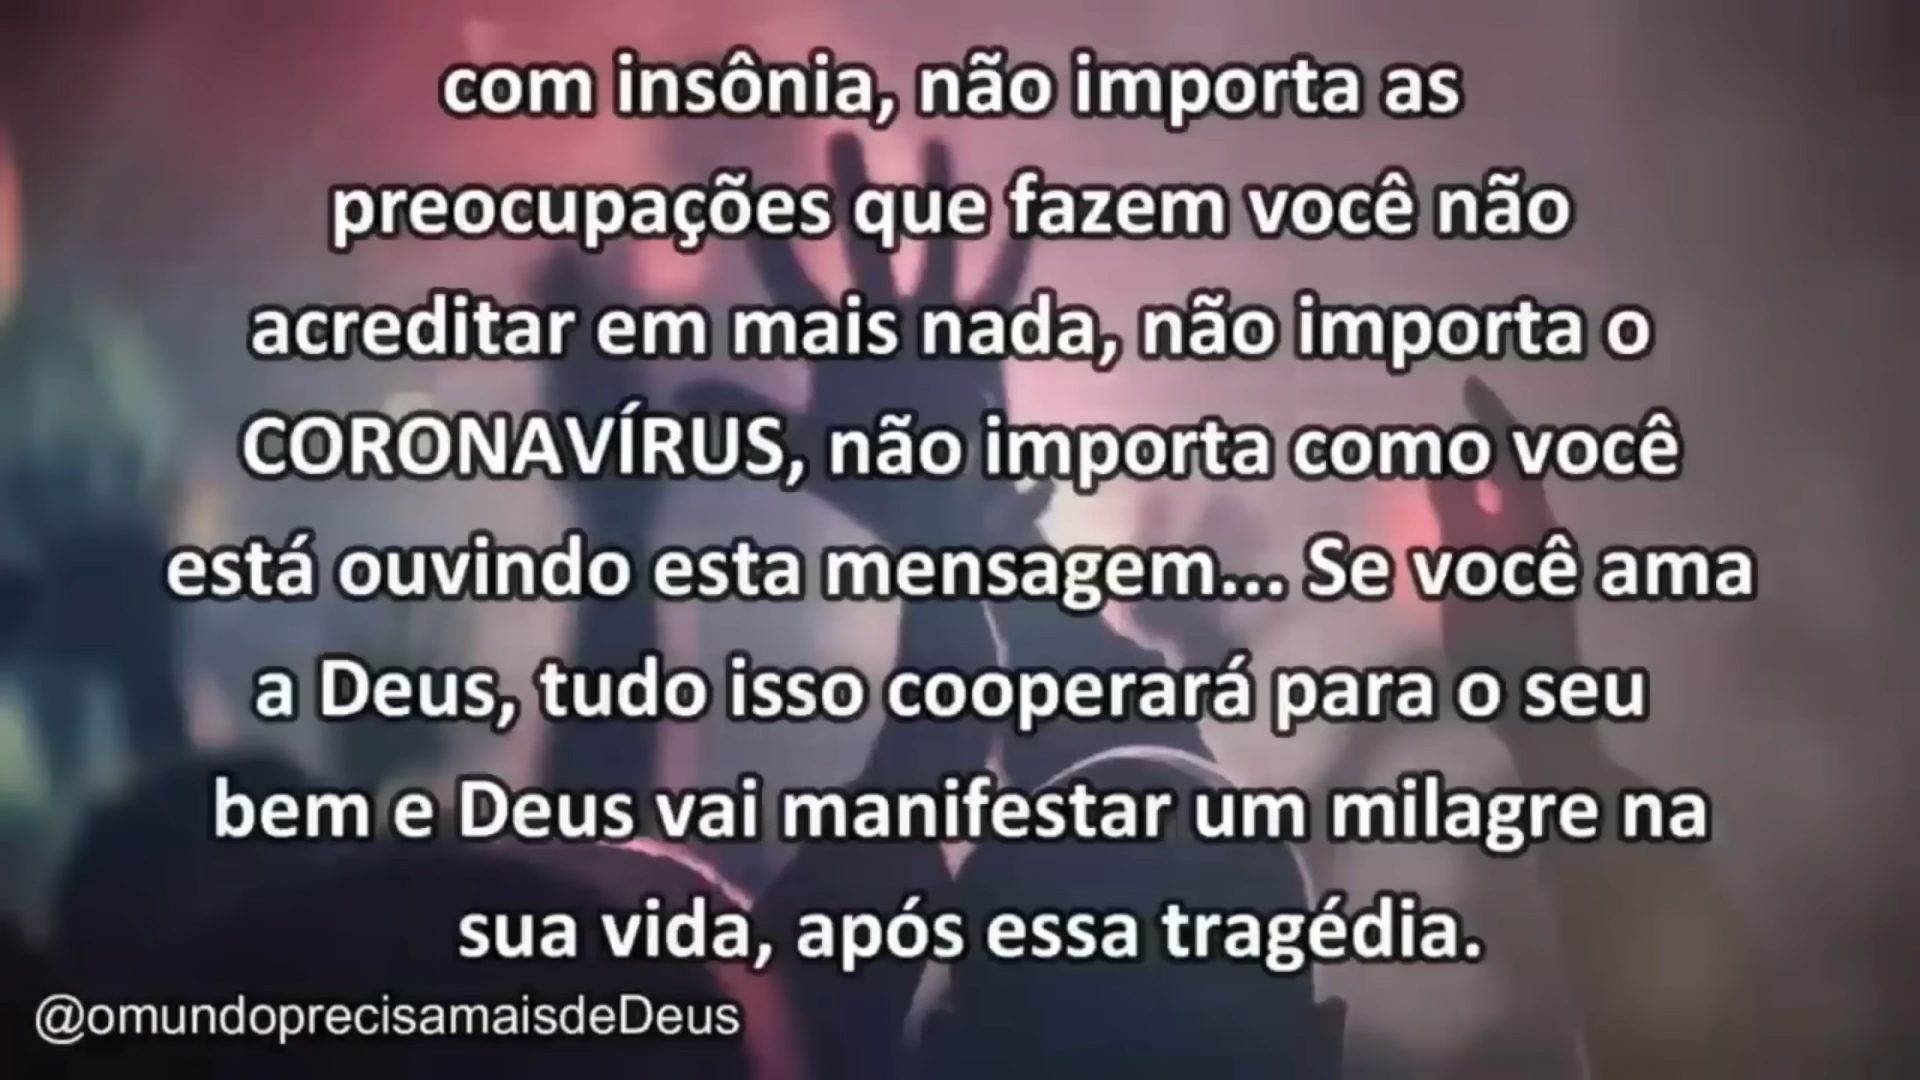 com insônia, não importa as
preocupações que fazem você não
acreditar em mais nada, não importa o
CORONAVÍRUS, não importa como você
está ouvindo esta mensagem... Se você ama
a Deus, tudo isso cooperará para o seu
bem e Deus vai manifestar um milagre na
sua vida, após essa tragédia.
@omundoprecisamaisdeDeus